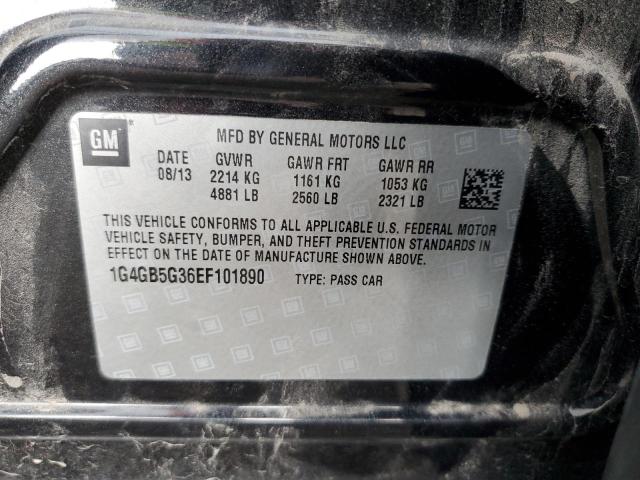 GM
MFD BY GENERAL MOTORS LLC
DATE GVWR GAWR FRT GAWR RR
08/13 2214 KG 1161 KG 1053 KG
4881 LB 2560 LB 2321 LB
THIS VEHICLE CONFORMS TO ALL APPLICABLE U.S. FEDERAL MOTOR
VEHICLE SAFETY, BUMPER, AND THEFT PREVENTION STANDARDS IN
EFFECT ON THE DATE OF MANUFACTURE SHOWN ABOVE.
1G4GB5G36EF101890 TYPE: PASS CAR